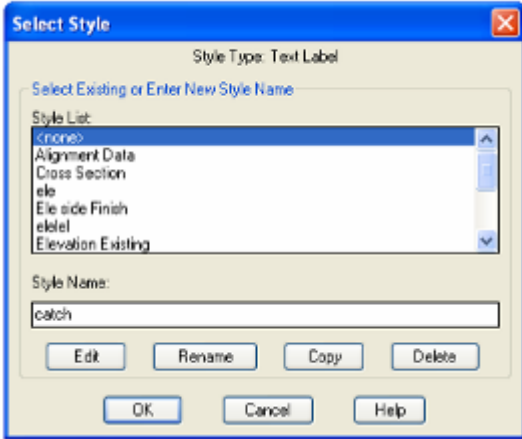 Select Style
Style Type: Text Label
Select Existing or Enter New Style Name
Style List:
<none>
Alignment Data
Cross Section
ele
Ele side Finish
elelel
Elevation Existing
Style Name:
catch
Edit Rename Copy Delete
OK Cancel Help